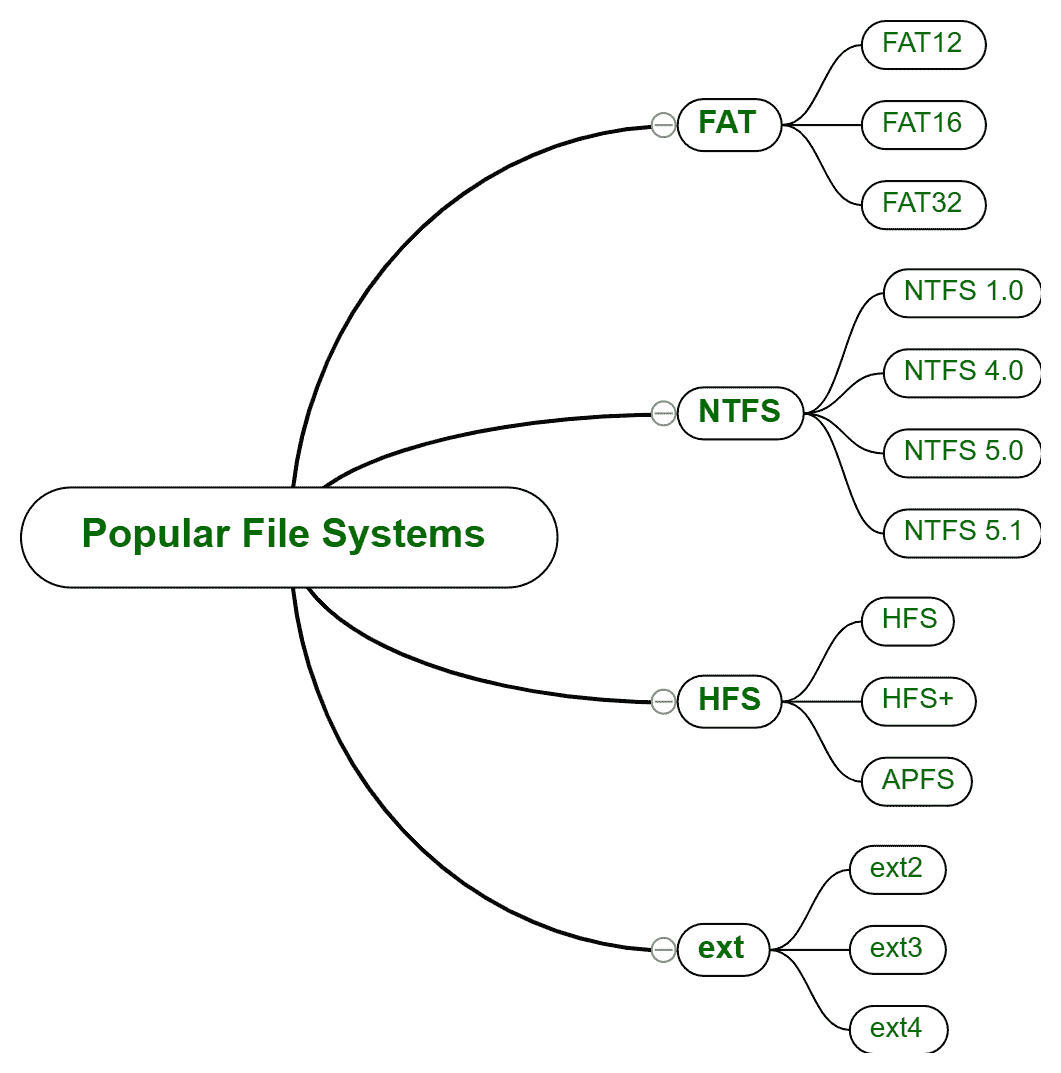 Popular File Systems
FAT
FAT12
FAT16
FAT32
NTFS
NTFS 1.0
NTFS 4.0
NTFS 5.0
NTFS 5.1
HFS
HFS
HFS+
APFS
ext
ext2
ext3
ext4